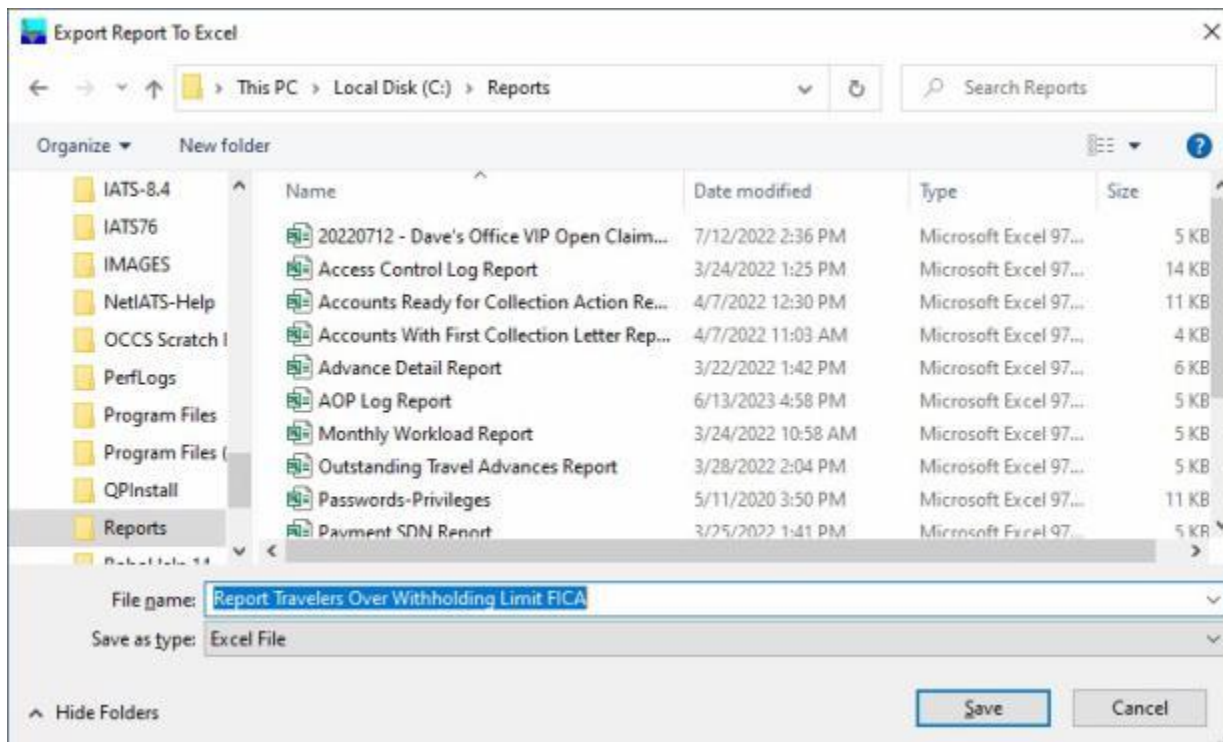 Export Report To Excel
This PC > Local Disk (C:) > Reports
Search Reports
Organize
New folder
IATS-8.4
IATS76
IMAGES
NetIATS-Help
OCCS Scratch
PerfLogs
Program Files
Program Files (
QPInstall
Reports
Name Date modified Type Size
20220712 - Dave's Office VIP Open Claim... 7/12/2022 2:36 PM Microsoft Excel 97... 5 KB
Access Control Log Report 3/24/2022 1:25 PM Microsoft Excel 97... 14 KB
Accounts Ready for Collection Action Re... 4/7/2022 12:30 PM Microsoft Excel 97... 11 KB
Accounts With First Collection Letter Rep... 4/7/2022 11:03 AM Microsoft Excel 97... 4 KB
Advance Detail Report 3/22/2022 1:42 PM Microsoft Excel 97... 6 KB
AOP Log Report 6/13/2023 4:58 PM Microsoft Excel 97... 5 KB
Monthly Workload Report 3/24/2022 10:58 AM Microsoft Excel 97... 5 KB
Outstanding Travel Advances Report 3/28/2022 2:04 PM Microsoft Excel 97... 5 KB
Passwords-Privileges 5/11/2020 3:50 PM Microsoft Excel 97... 11 KB
Payment SDN Report 3/25/2022 1:41 PM Microsoft Excel 97... 5 KB
File name: Report Travelers Over Withholding Limit FICA
Save as type: Excel File
Hide Folders
Save
Cancel